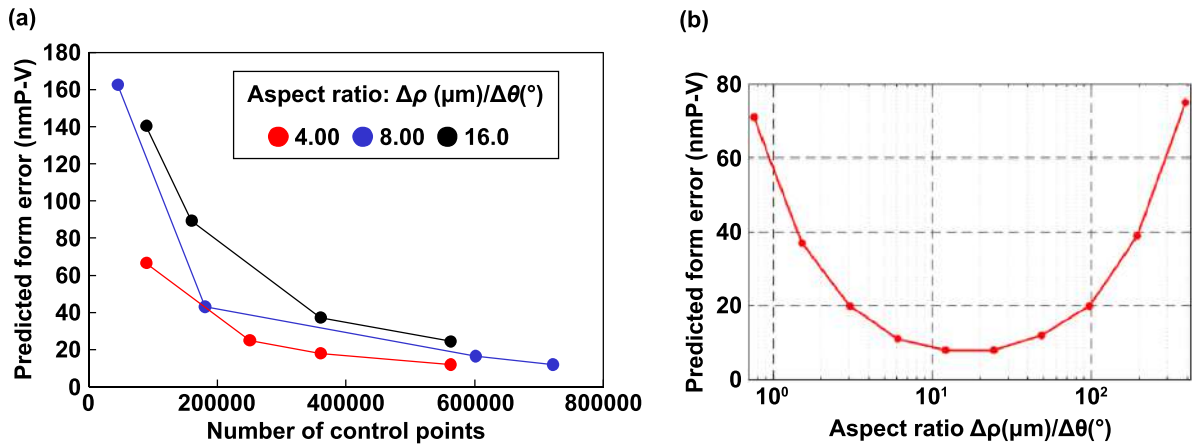 (a)
Predicted form error (nmP-V)
180
160
140
120
100
80
60
40
20
0
Aspect ratio: Δρ (µm)/Δθ(°)
4.00 8.00 16.0
0 200000 400000 600000 800000
Number of control points
(b)
Predicted form error (nmP-V)
80
60
40
20
0
10⁰ 10¹ 10²
Aspect ratio Δρ(µm)/Δθ(°)